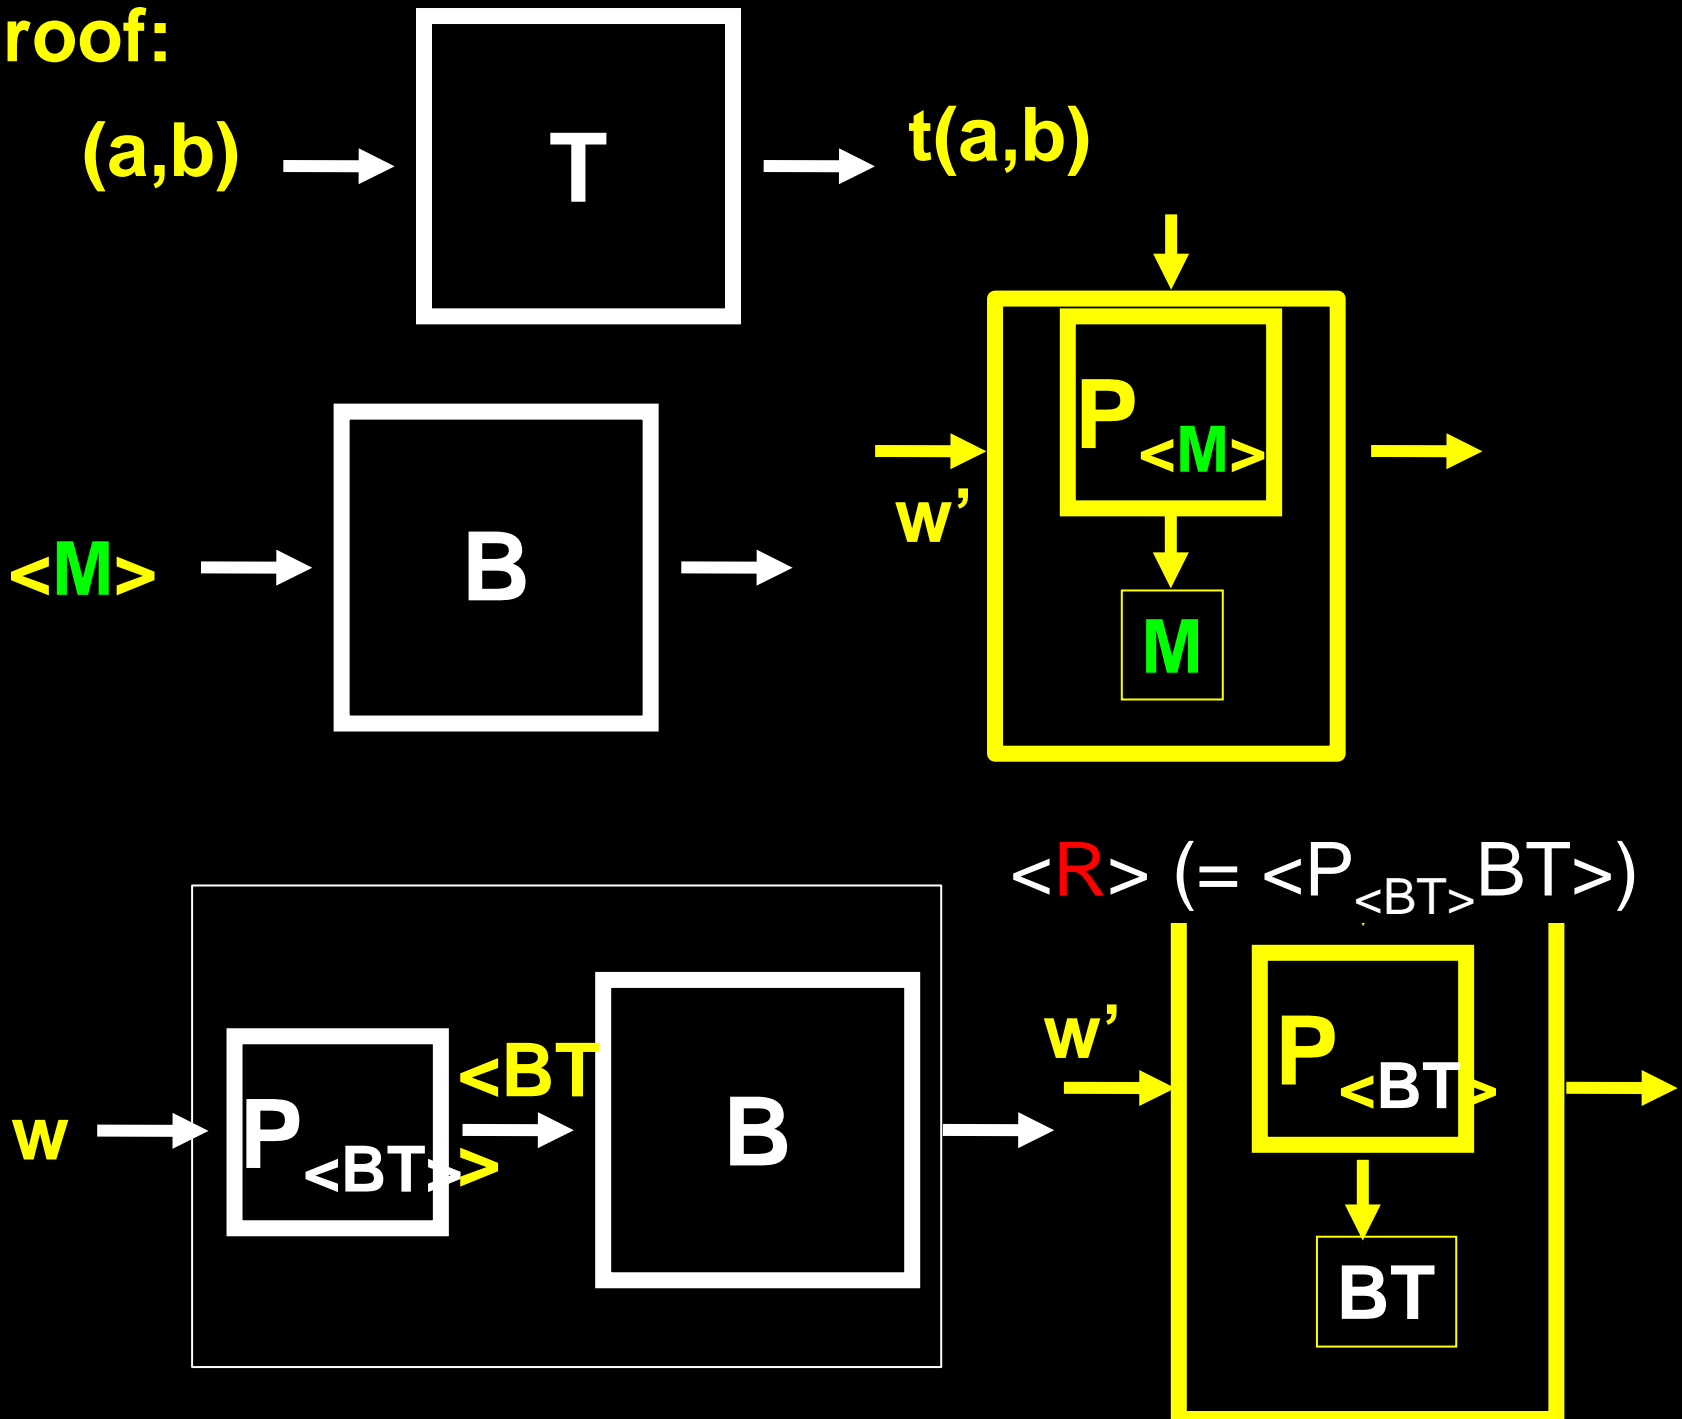 roof:
(a,b) T t(a,b)
P<M>
w’
<M> B
M
<R> (= <P<BT>BT>)
w’ P<BT>
<BT>
w P<BT> B
BT